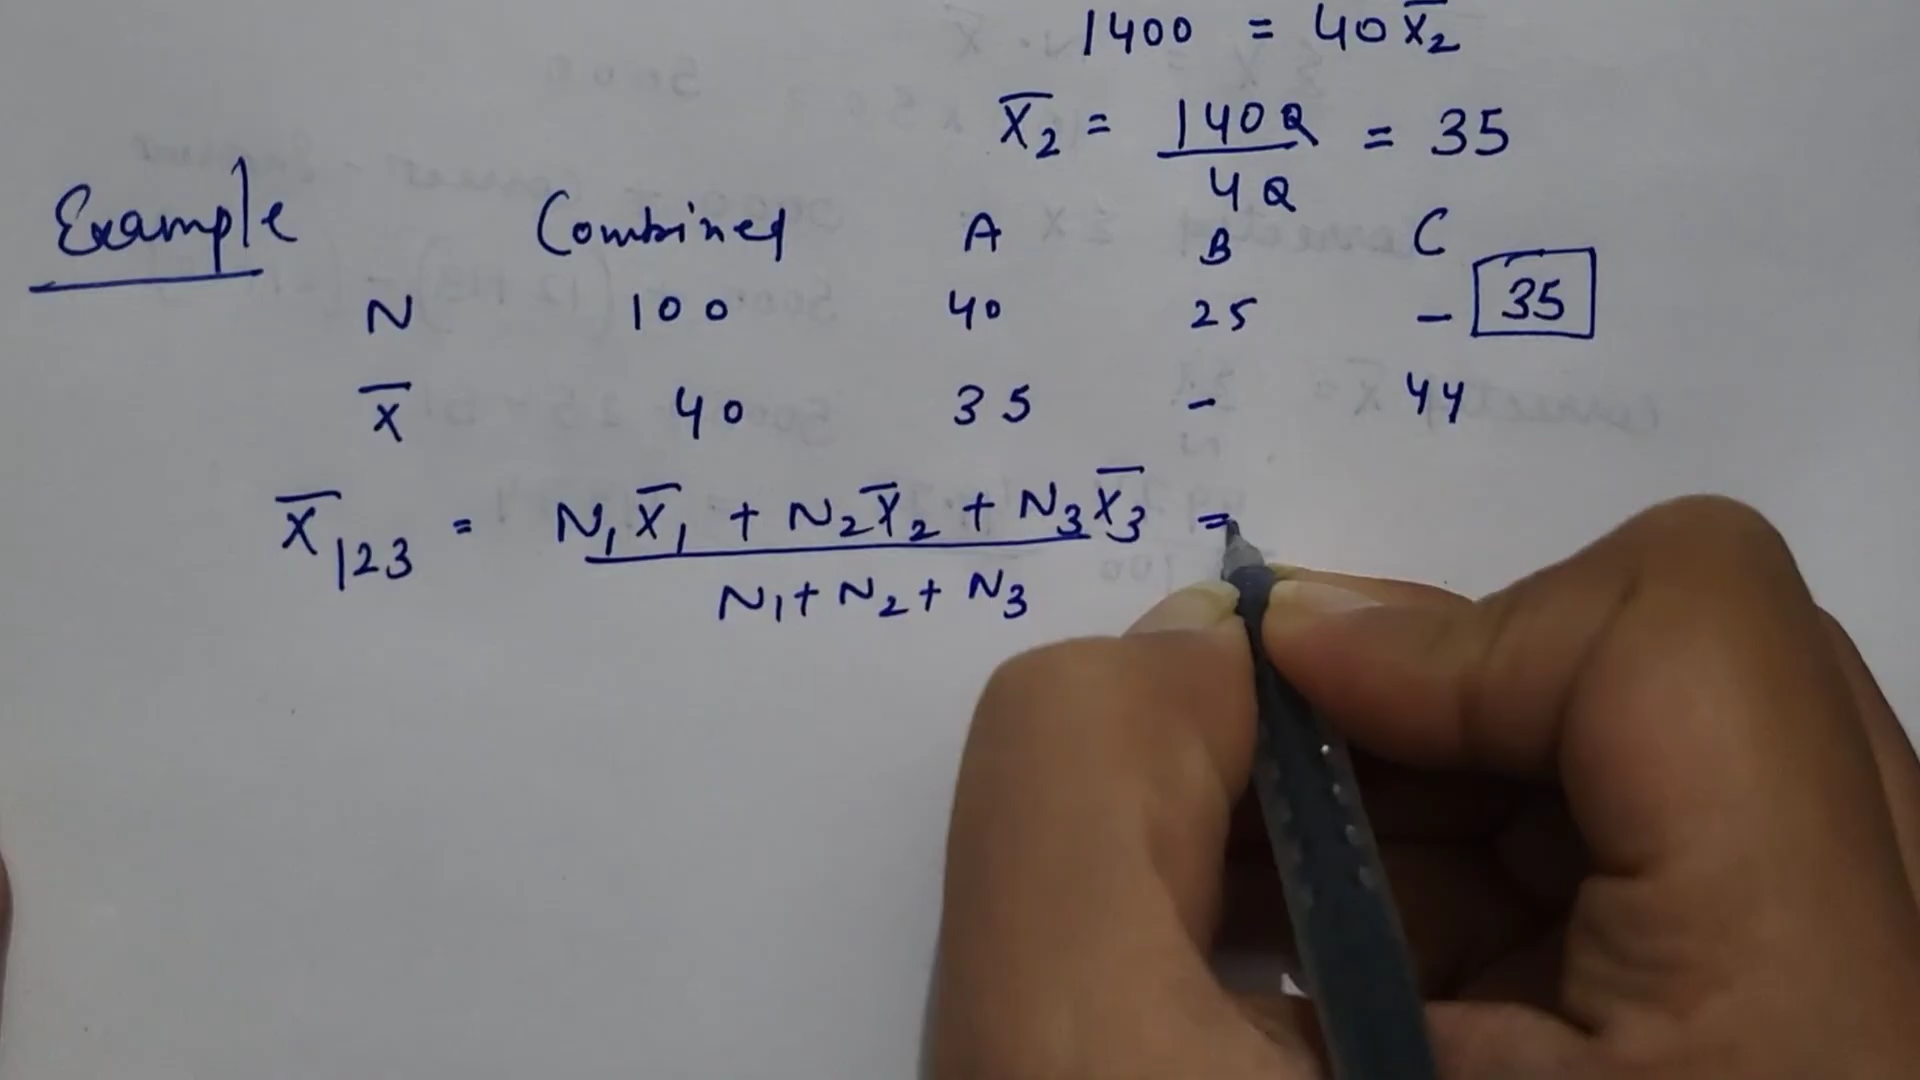 1400 = 40 X̅₂
X̅₂ = 1400 / 40 = 35
Example Combined A B C
N 100 40 25 - 35
X̅ 40 35 - 44
X̅₁₂₃ = N₁X̅₁ + N₂X̅₂ + N₃X̅₃ =
N₁ + N₂ + N₃